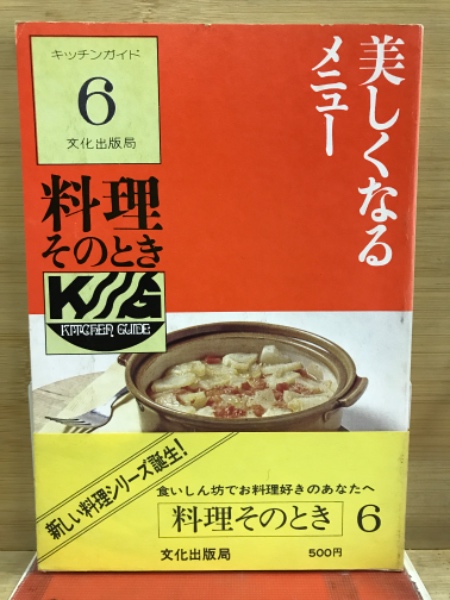 キッチンガイド
6
文化出版局
美しくなる
メニュー
料理
そのとき
KG
KITCHEN GUIDE
新しい料理シリーズ誕生!
食いしん坊でお料理好きのあなたへ
料理そのとき 6
文化出版局 500円